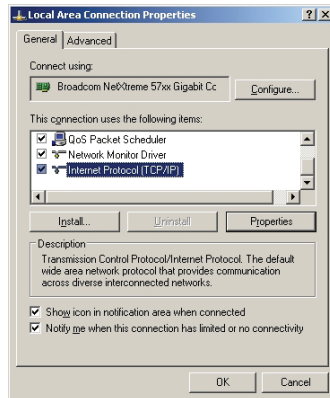 Local Area Connection Properties
General Advanced
Connect using:
Broadcom NetXtreme 57xx Gigabit Cc
Configure...
This connection uses the following items:
QoS Packet Scheduler
Network Monitor Driver
Internet Protocol (TCP/IP)
Install... Uninstall Properties
Description
Transmission Control Protocol/Internet Protocol. The default
wide area network protocol that provides communication
across diverse interconnected networks.
Show icon in notification area when connected
Notify me when this connection has limited or no connectivity
OK Cancel